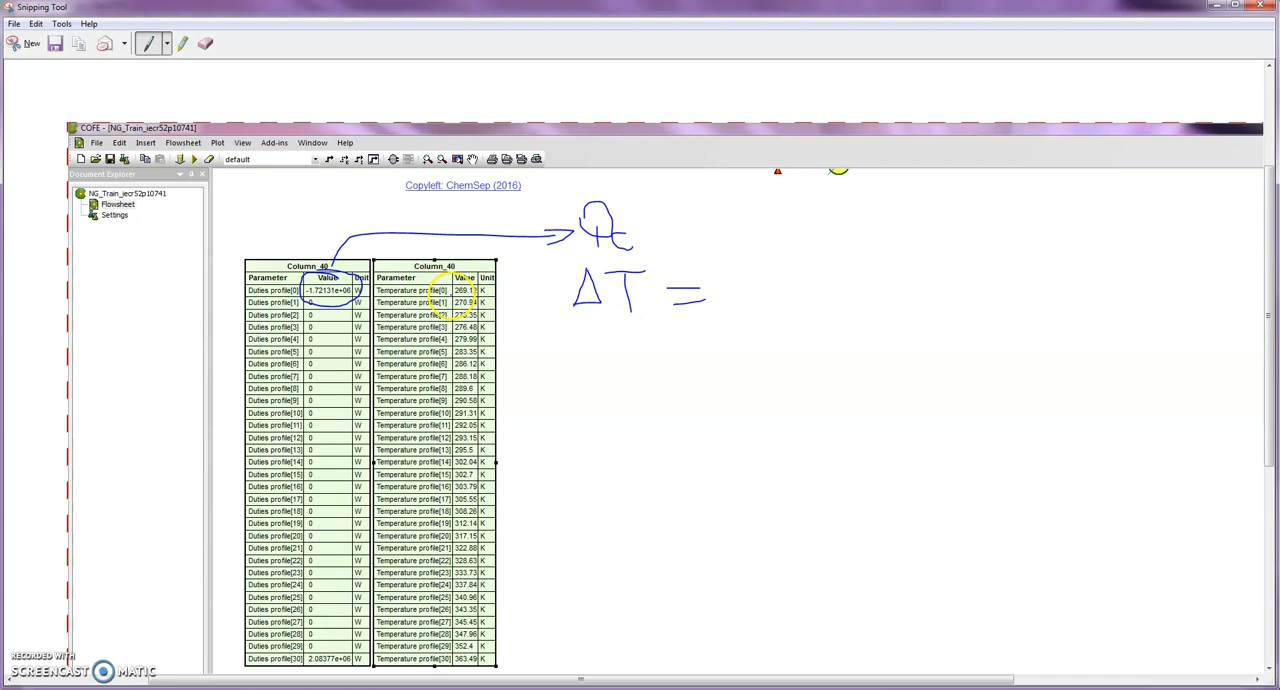 Snipping Tool
File Edit Tools Help
New
COFE - [NG_Train_iecr52p10741]
File Edit Insert Flowsheet Plot View Add-ins Window Help
default
Document Explorer
NG_Train_iecr52p10741
Flowsheet
Settings
Copyleft: ChemSep (2016)
Qc
ΔT =
Column_40
Parameter Value Unit
Duties profile[0] -1.72131e+06 W
Duties profile[1] 0 W
Duties profile[2] 0 W
Duties profile[3] 0 W
Duties profile[4] 0 W
Duties profile[5] 0 W
Duties profile[6] 0 W
Duties profile[7] 0 W
Duties profile[8] 0 W
Duties profile[9] 0 W
Duties profile[10] 0 W
Duties profile[11] 0 W
Duties profile[12] 0 W
Duties profile[13] 0 W
Duties profile[14] 0 W
Duties profile[15] 0 W
Duties profile[16] 0 W
Duties profile[17] 0 W
Duties profile[18] 0 W
Duties profile[19] 0 W
Duties profile[20] 0 W
Duties profile[21] 0 W
Duties profile[22] 0 W
Duties profile[23] 0 W
Duties profile[24] 0 W
Duties profile[25] 0 W
Duties profile[26] 0 W
Duties profile[27] 0 W
Duties profile[28] 0 W
Duties profile[29] 0 W
Duties profile[30] 2.08377e+06 W
Column_40
Parameter Value Unit
Temperature profile[0] K
Temperature profile[1] 270.94 K
Temperature profile[2] K
Temperature profile[3] 276.48 K
Temperature profile[4] 279.99 K
Temperature profile[5] 283.35 K
Temperature profile[6] 286.12 K
Temperature profile[7] 288.18 K
Temperature profile[8] 289.6 K
Temperature profile[9] 290.58 K
Temperature profile[10] 291.31 K
Temperature profile[11] 292.05 K
Temperature profile[12] 293.15 K
Temperature profile[13] 295.5 K
Temperature profile[14] 302.04 K
Temperature profile[15] 302.7 K
Temperature profile[16] 303.79 K
Temperature profile[17] 305.55 K
Temperature profile[18] 308.26 K
Temperature profile[19] 312.14 K
Temperature profile[20] 317.15 K
Temperature profile[21] 322.88 K
Temperature profile[22] 328.63 K
Temperature profile[23] 333.73 K
Temperature profile[24] 337.84 K
Temperature profile[25] 340.96 K
Temperature profile[26] 343.35 K
Temperature profile[27] 345.45 K
Temperature profile[28] 347.96 K
Temperature profile[29] 352.4 K
Temperature profile[30] 363.49 K
RECORDED WITH
SCREENCAST MATIC